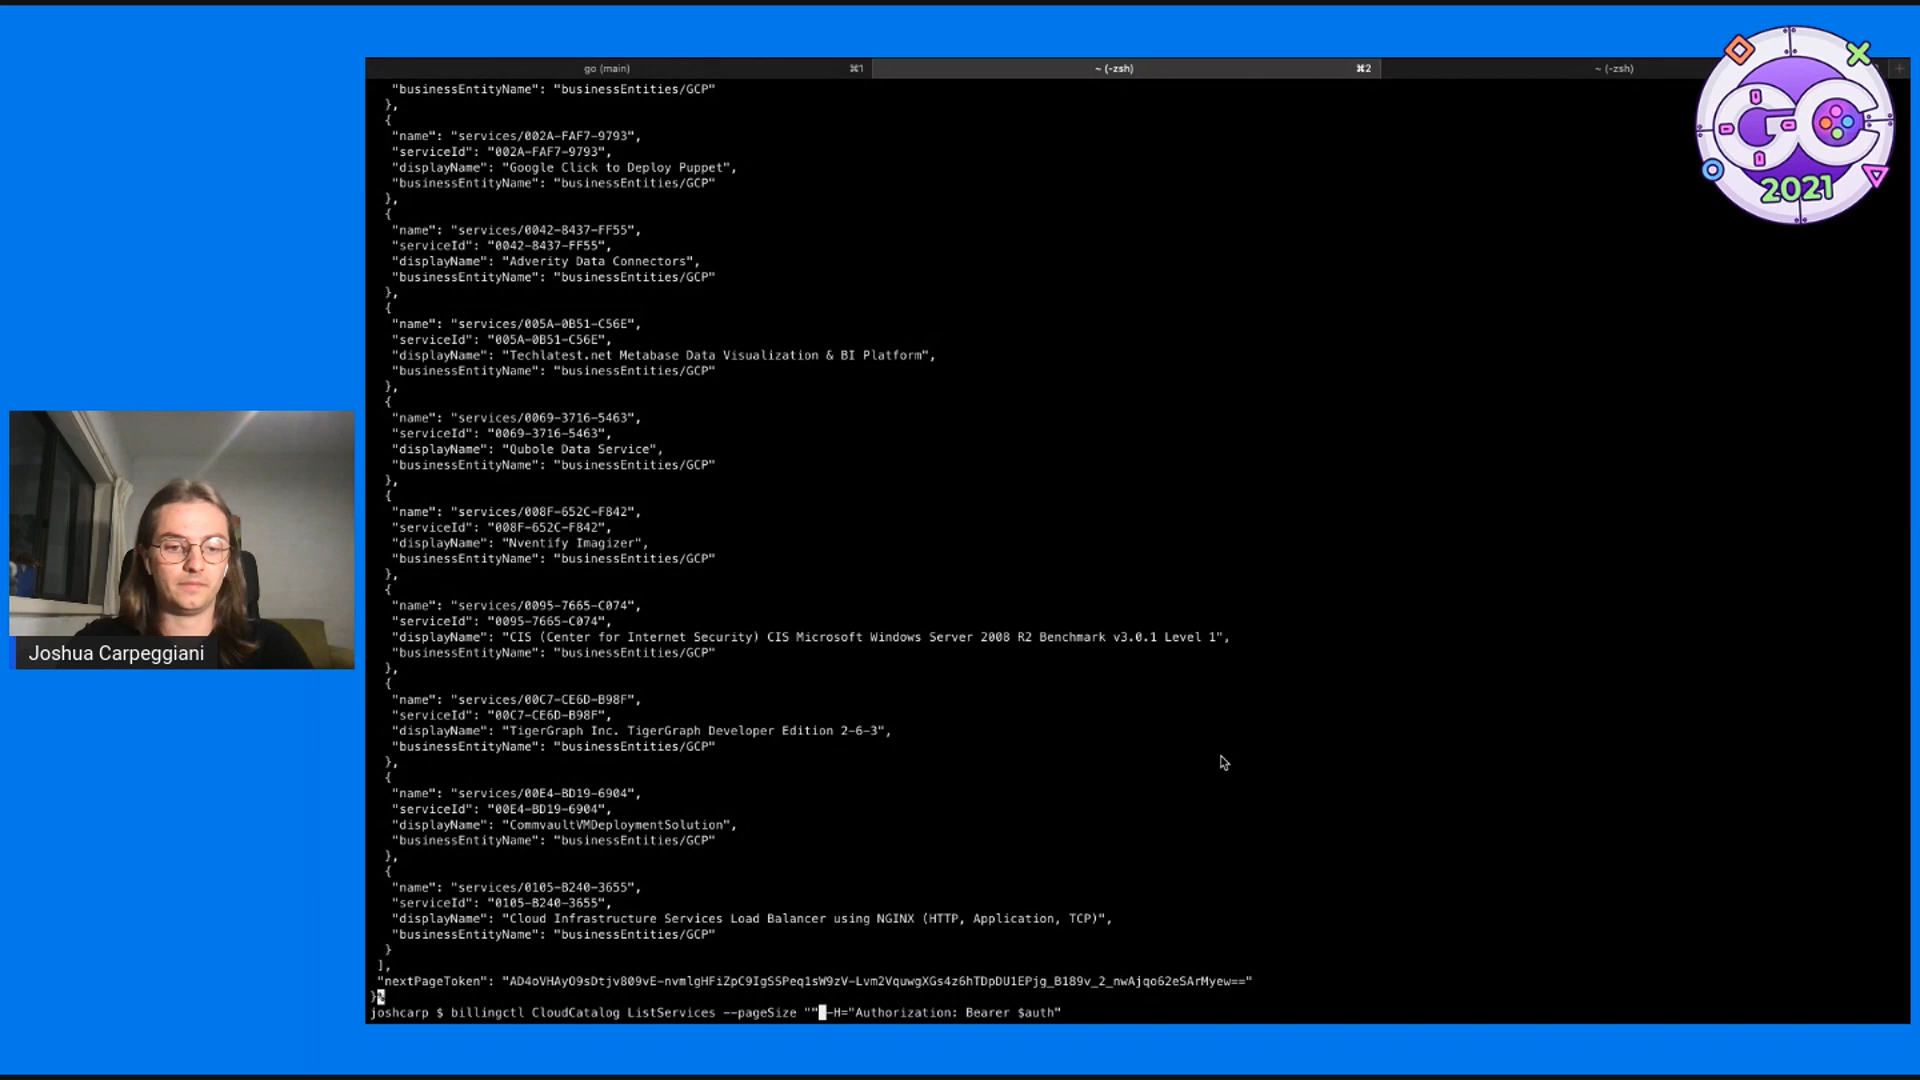 go (main) ⌘1 ~ (-zsh) ⌘2 ~ (-zsh)
"businessEntityName": "businessEntities/GCP"
},
{
"name": "services/002A-FAF7-9793",
"serviceId": "002A-FAF7-9793",
"displayName": "Google Click to Deploy Puppet",
"businessEntityName": "businessEntities/GCP"
},
{
"name": "services/0042-8437-FF55",
"serviceId": "0042-8437-FF55",
"displayName": "Adverity Data Connectors",
"businessEntityName": "businessEntities/GCP"
},
{
"name": "services/005A-0B51-C56E",
"serviceId": "005A-0B51-C56E",
"displayName": "Techlatest.net Metabase Data Visualization & BI Platform",
"businessEntityName": "businessEntities/GCP"
},
{
"name": "services/0069-3716-5463",
"serviceId": "0069-3716-5463",
"displayName": "Qubole Data Service",
"businessEntityName": "businessEntities/GCP"
},
{
"name": "services/008F-652C-F842",
"serviceId": "008F-652C-F842",
"displayName": "Nventify Imagizer",
"businessEntityName": "businessEntities/GCP"
},
{
"name": "services/0095-7665-C074",
"serviceId": "0095-7665-C074",
"displayName": "CIS (Center for Internet Security) CIS Microsoft Windows Server 2008 R2 Benchmark v3.0.1 Level 1",
"businessEntityName": "businessEntities/GCP"
},
{
"name": "services/00C7-CE6D-B98F",
"serviceId": "00C7-CE6D-B98F",
"displayName": "TigerGraph Inc. TigerGraph Developer Edition 2-6-3",
"businessEntityName": "businessEntities/GCP"
},
{
"name": "services/00E4-BD19-6904",
"serviceId": "00E4-BD19-6904",
"displayName": "CommvaultVMDeploymentSolution",
"businessEntityName": "businessEntities/GCP"
},
{
"name": "services/0105-B240-3655",
"serviceId": "0105-B240-3655",
"displayName": "Cloud Infrastructure Services Load Balancer using NGINX (HTTP, Application, TCP)",
"businessEntityName": "businessEntities/GCP"
}
],
"nextPageToken": "AD4oVHAyO9sDtjv809vE-nvmlgHFiZpC9IgSSPeq1sW9zV-Lvm2VquwgXGs4z6hTDpDU1EPjg_B189v_2_nwAjqo62eSArMyew=="
}%
joshcarp $ billingctl CloudCatalog ListServices --pageSize "" -H="Authorization: Bearer $auth"
Joshua Carpeggiani
GC
2021